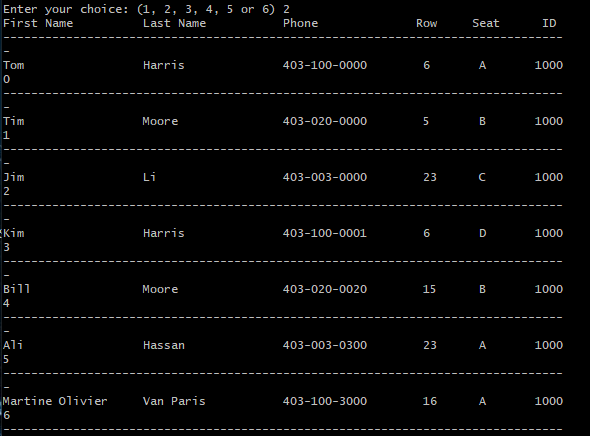 Enter your choice: (1, 2, 3, 4, 5 or 6) 2
First Name          Last Name           Phone              Row     Seat      ID
--------------------------------------------------------------------------------
-
Tom                 Harris              403-100-0000        6       A       1000
0
--------------------------------------------------------------------------------
-
Tim                 Moore               403-020-0000        5       B       1000
1
--------------------------------------------------------------------------------
-
Jim                 Li                  403-003-0000        23      C       1000
2
--------------------------------------------------------------------------------
-
Kim                 Harris              403-100-0001        6       D       1000
3
--------------------------------------------------------------------------------
-
Bill                Moore               403-020-0020        15      B       1000
4
--------------------------------------------------------------------------------
-
Ali                 Hassan              403-003-0300        23      A       1000
5
--------------------------------------------------------------------------------
-
Martine Olivier     Van Paris           403-100-3000        16      A       1000
6